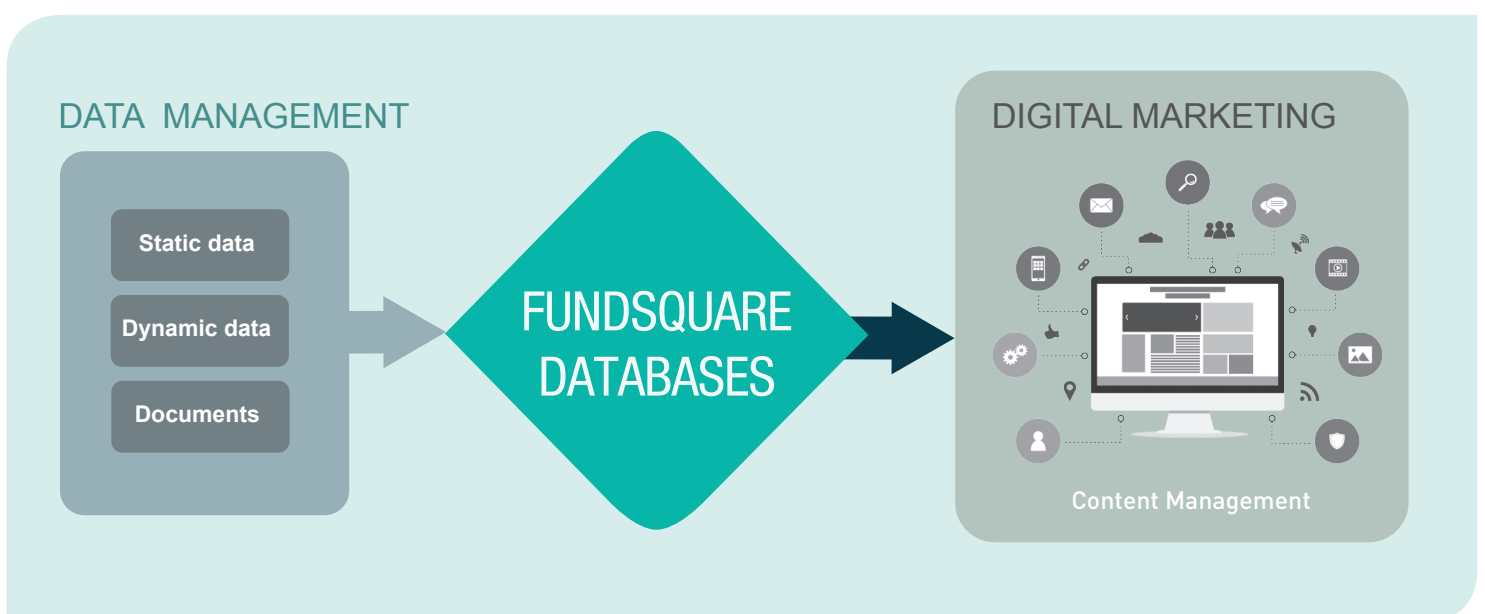 DATA MANAGEMENT
Static data
Dynamic data
Documents
FUNDSQUARE
DATABASES
DIGITAL MARKETING
Content Management